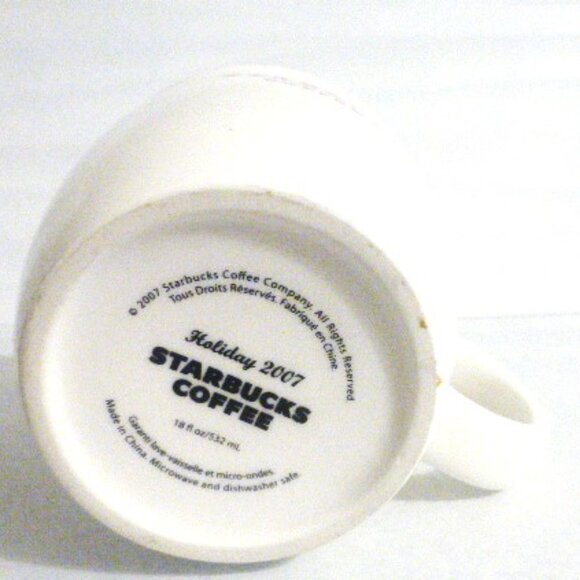 © 2007 Starbucks Coffee Company. All Rights Reserved
Tous Droits Réservés. Fabriqué en Chine.
Holiday 2007
STARBUCKS
COFFEE
18 fl oz/532 mL
Garanti lave-vaisselle et micro-ondes.
Made in China. Microwave and dishwasher safe.